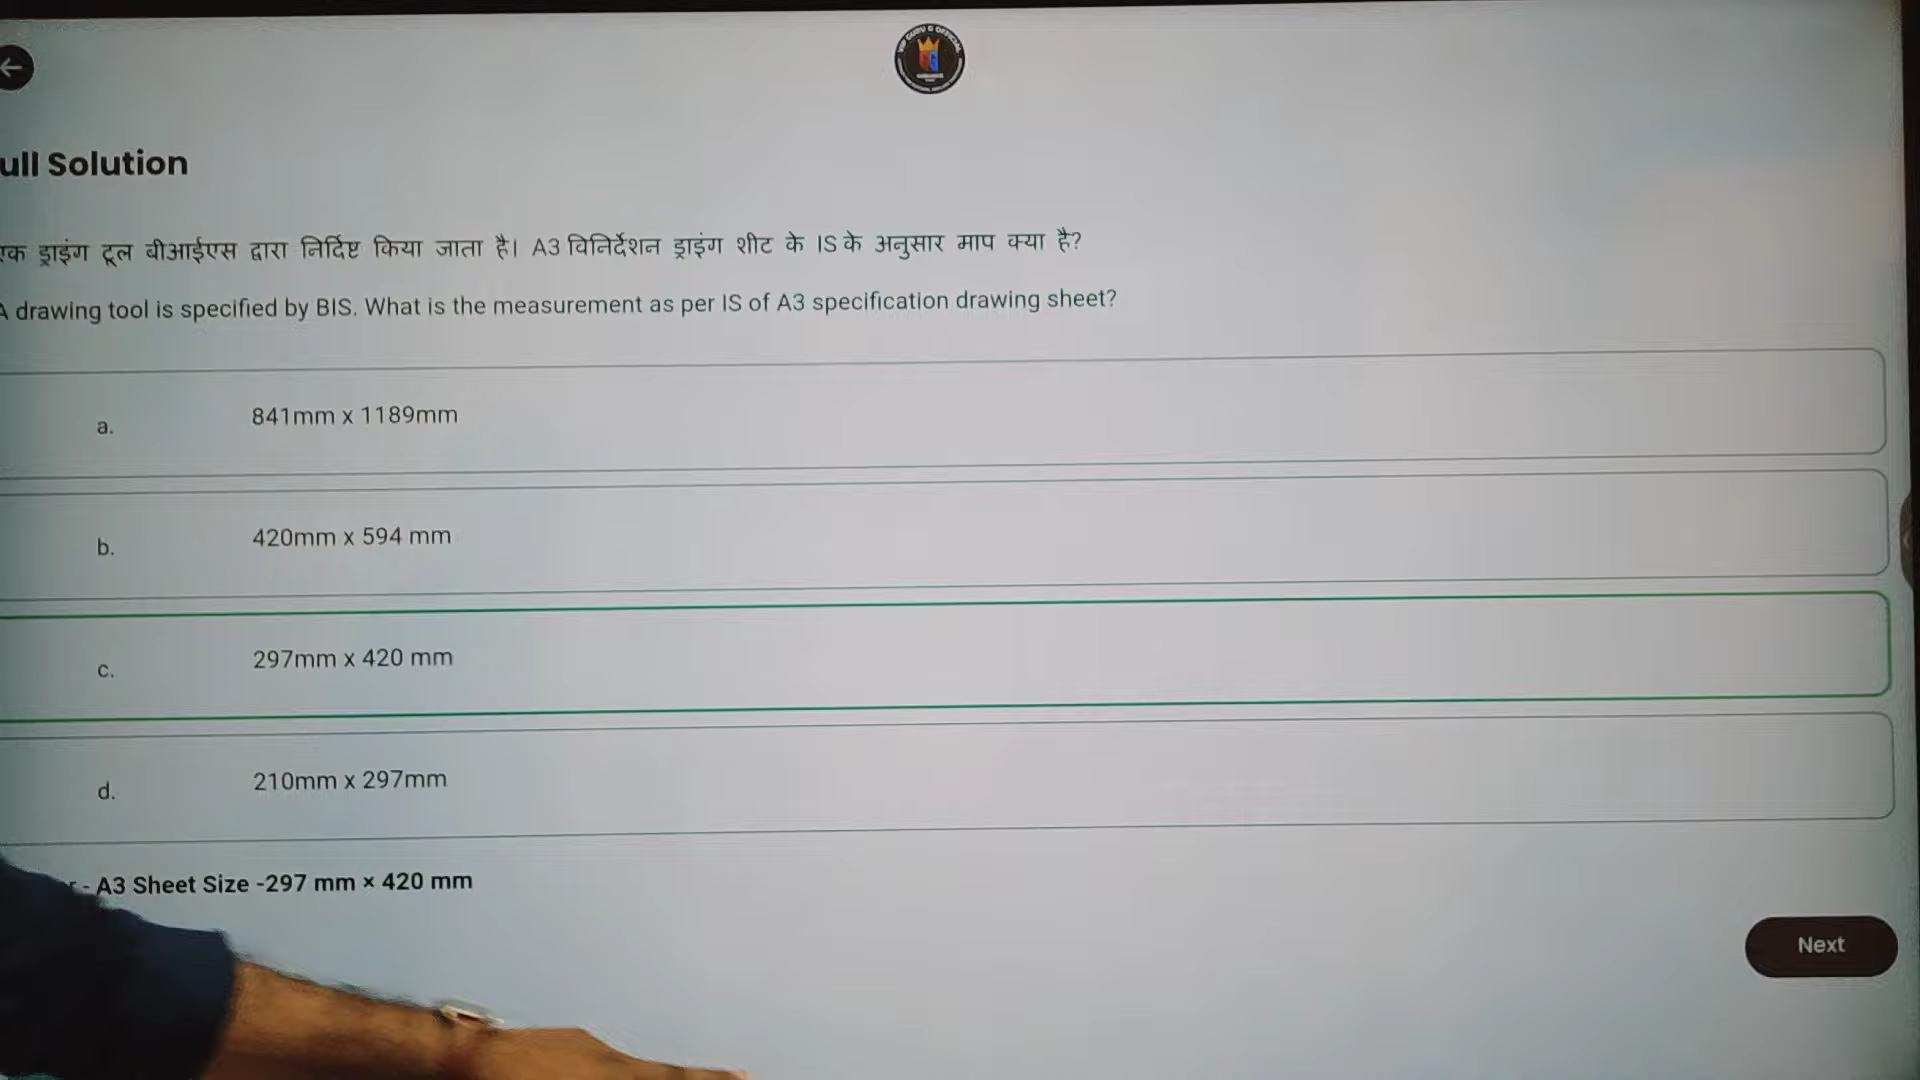 ull Solution
एक ड्राइंग टूल बीआईएस द्वारा निर्दिष्ट किया जाता है। A3 विनिर्देशन ड्राइंग शीट के IS के अनुसार माप क्या है?
A drawing tool is specified by BIS. What is the measurement as per IS of A3 specification drawing sheet?
a. 841mm x 1189mm
b. 420mm x 594 mm
c. 297mm x 420 mm
d. 210mm x 297mm
r - A3 Sheet Size -297 mm × 420 mm
Next